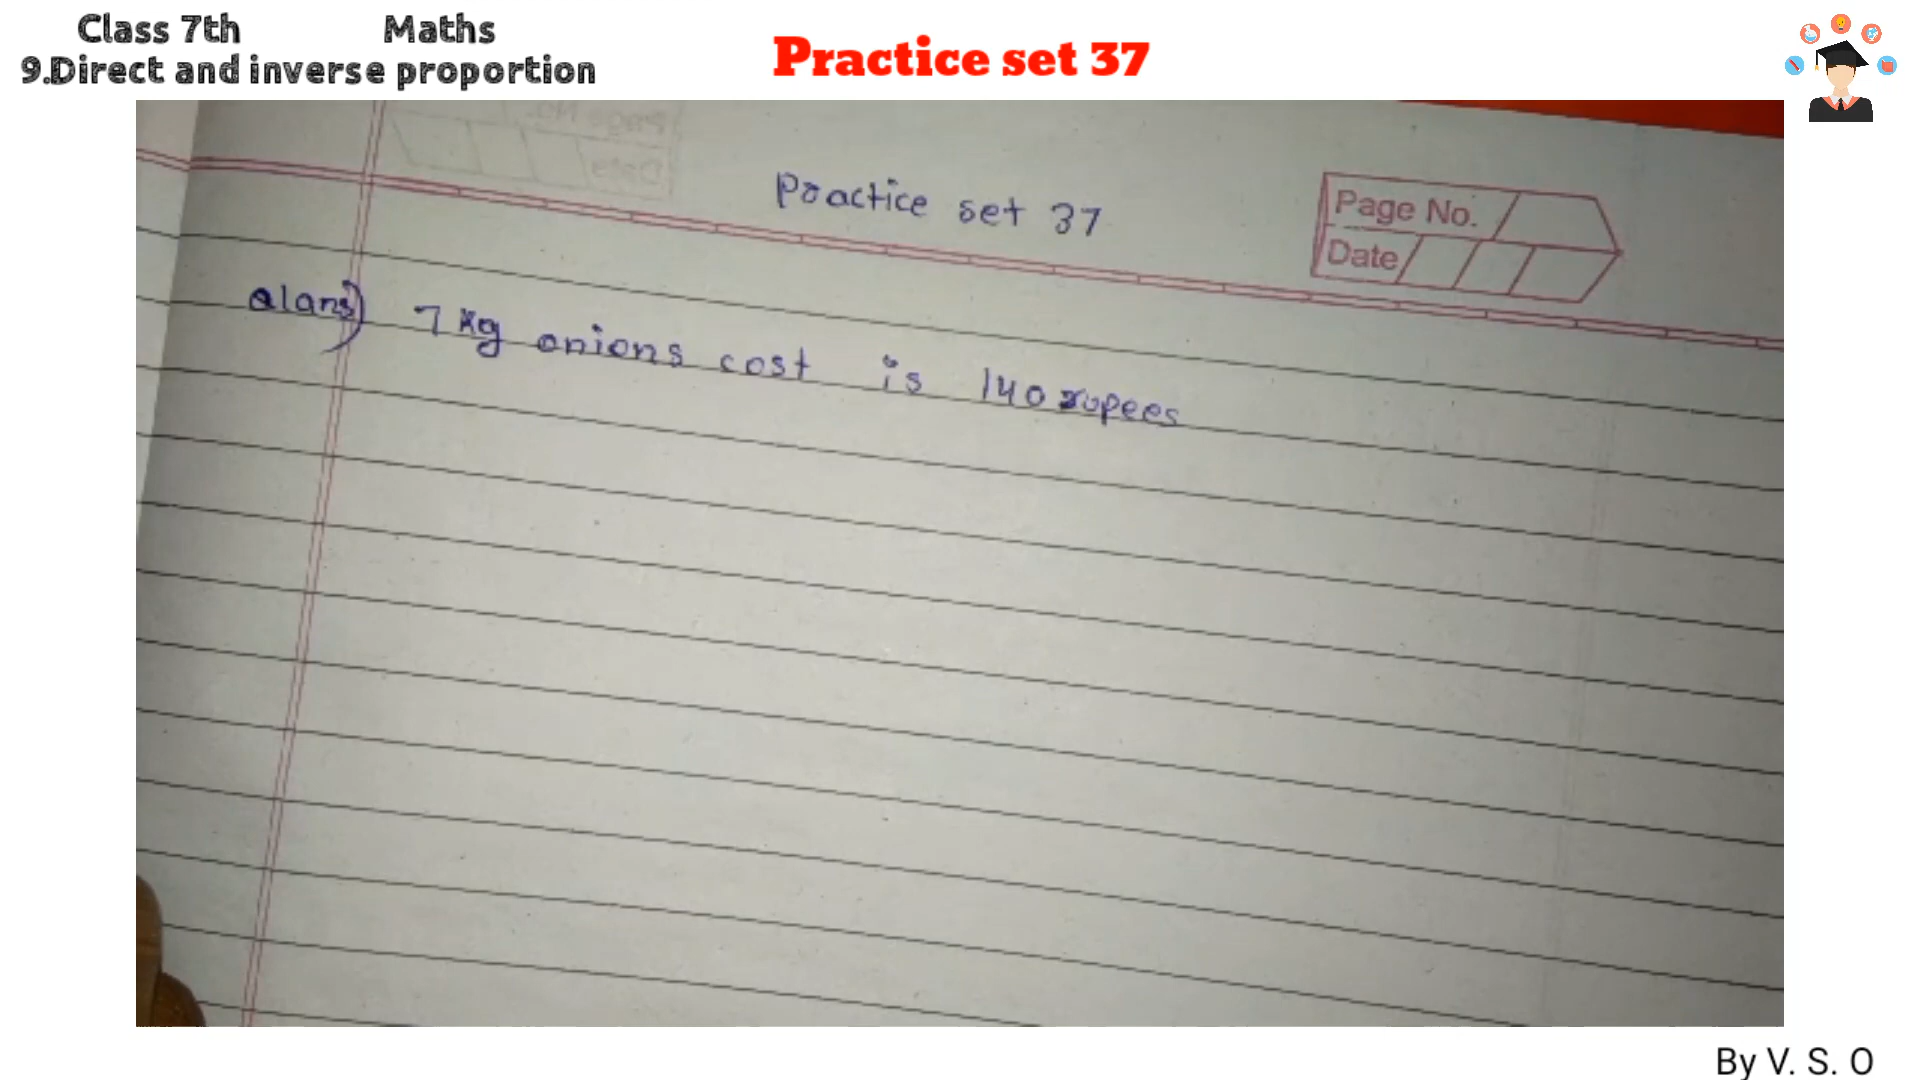 Class 7th Maths
9.Direct and inverse proportion
Practice set 37
Practice set 37
Page No.
Date
Q1ans) 7 Kg onions cost is 140 rupees
By V. S. O